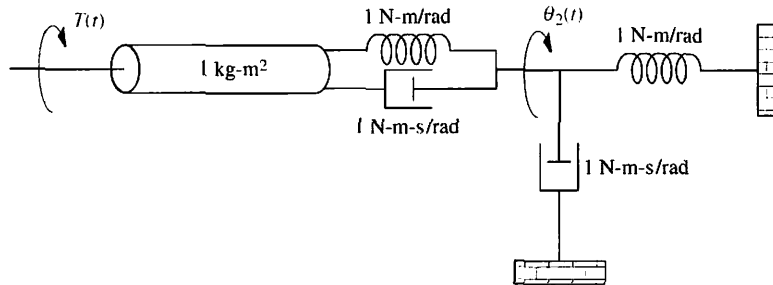 T(t)
1 N-m/rad
θ₂(t)
1 N-m/rad
1 kg-m²
1 N-m-s/rad
1 N-m-s/rad